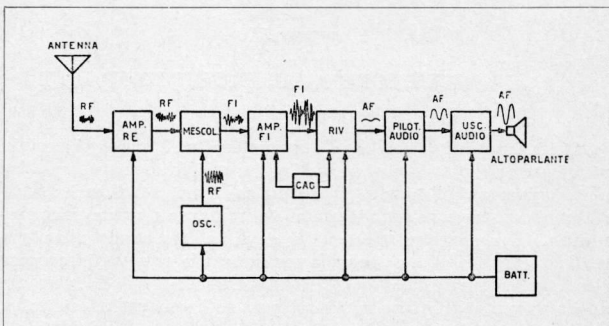 ANTENNA
RF
AMP.
RF
RF
MESCOL.
FI
AMP.
FI
FI
RIV
AF
PILOT.
AUDIO
AF
USC.
AUDIO
AF
ALTOPARLANTE
CAG
RF
OSC.
BATT.